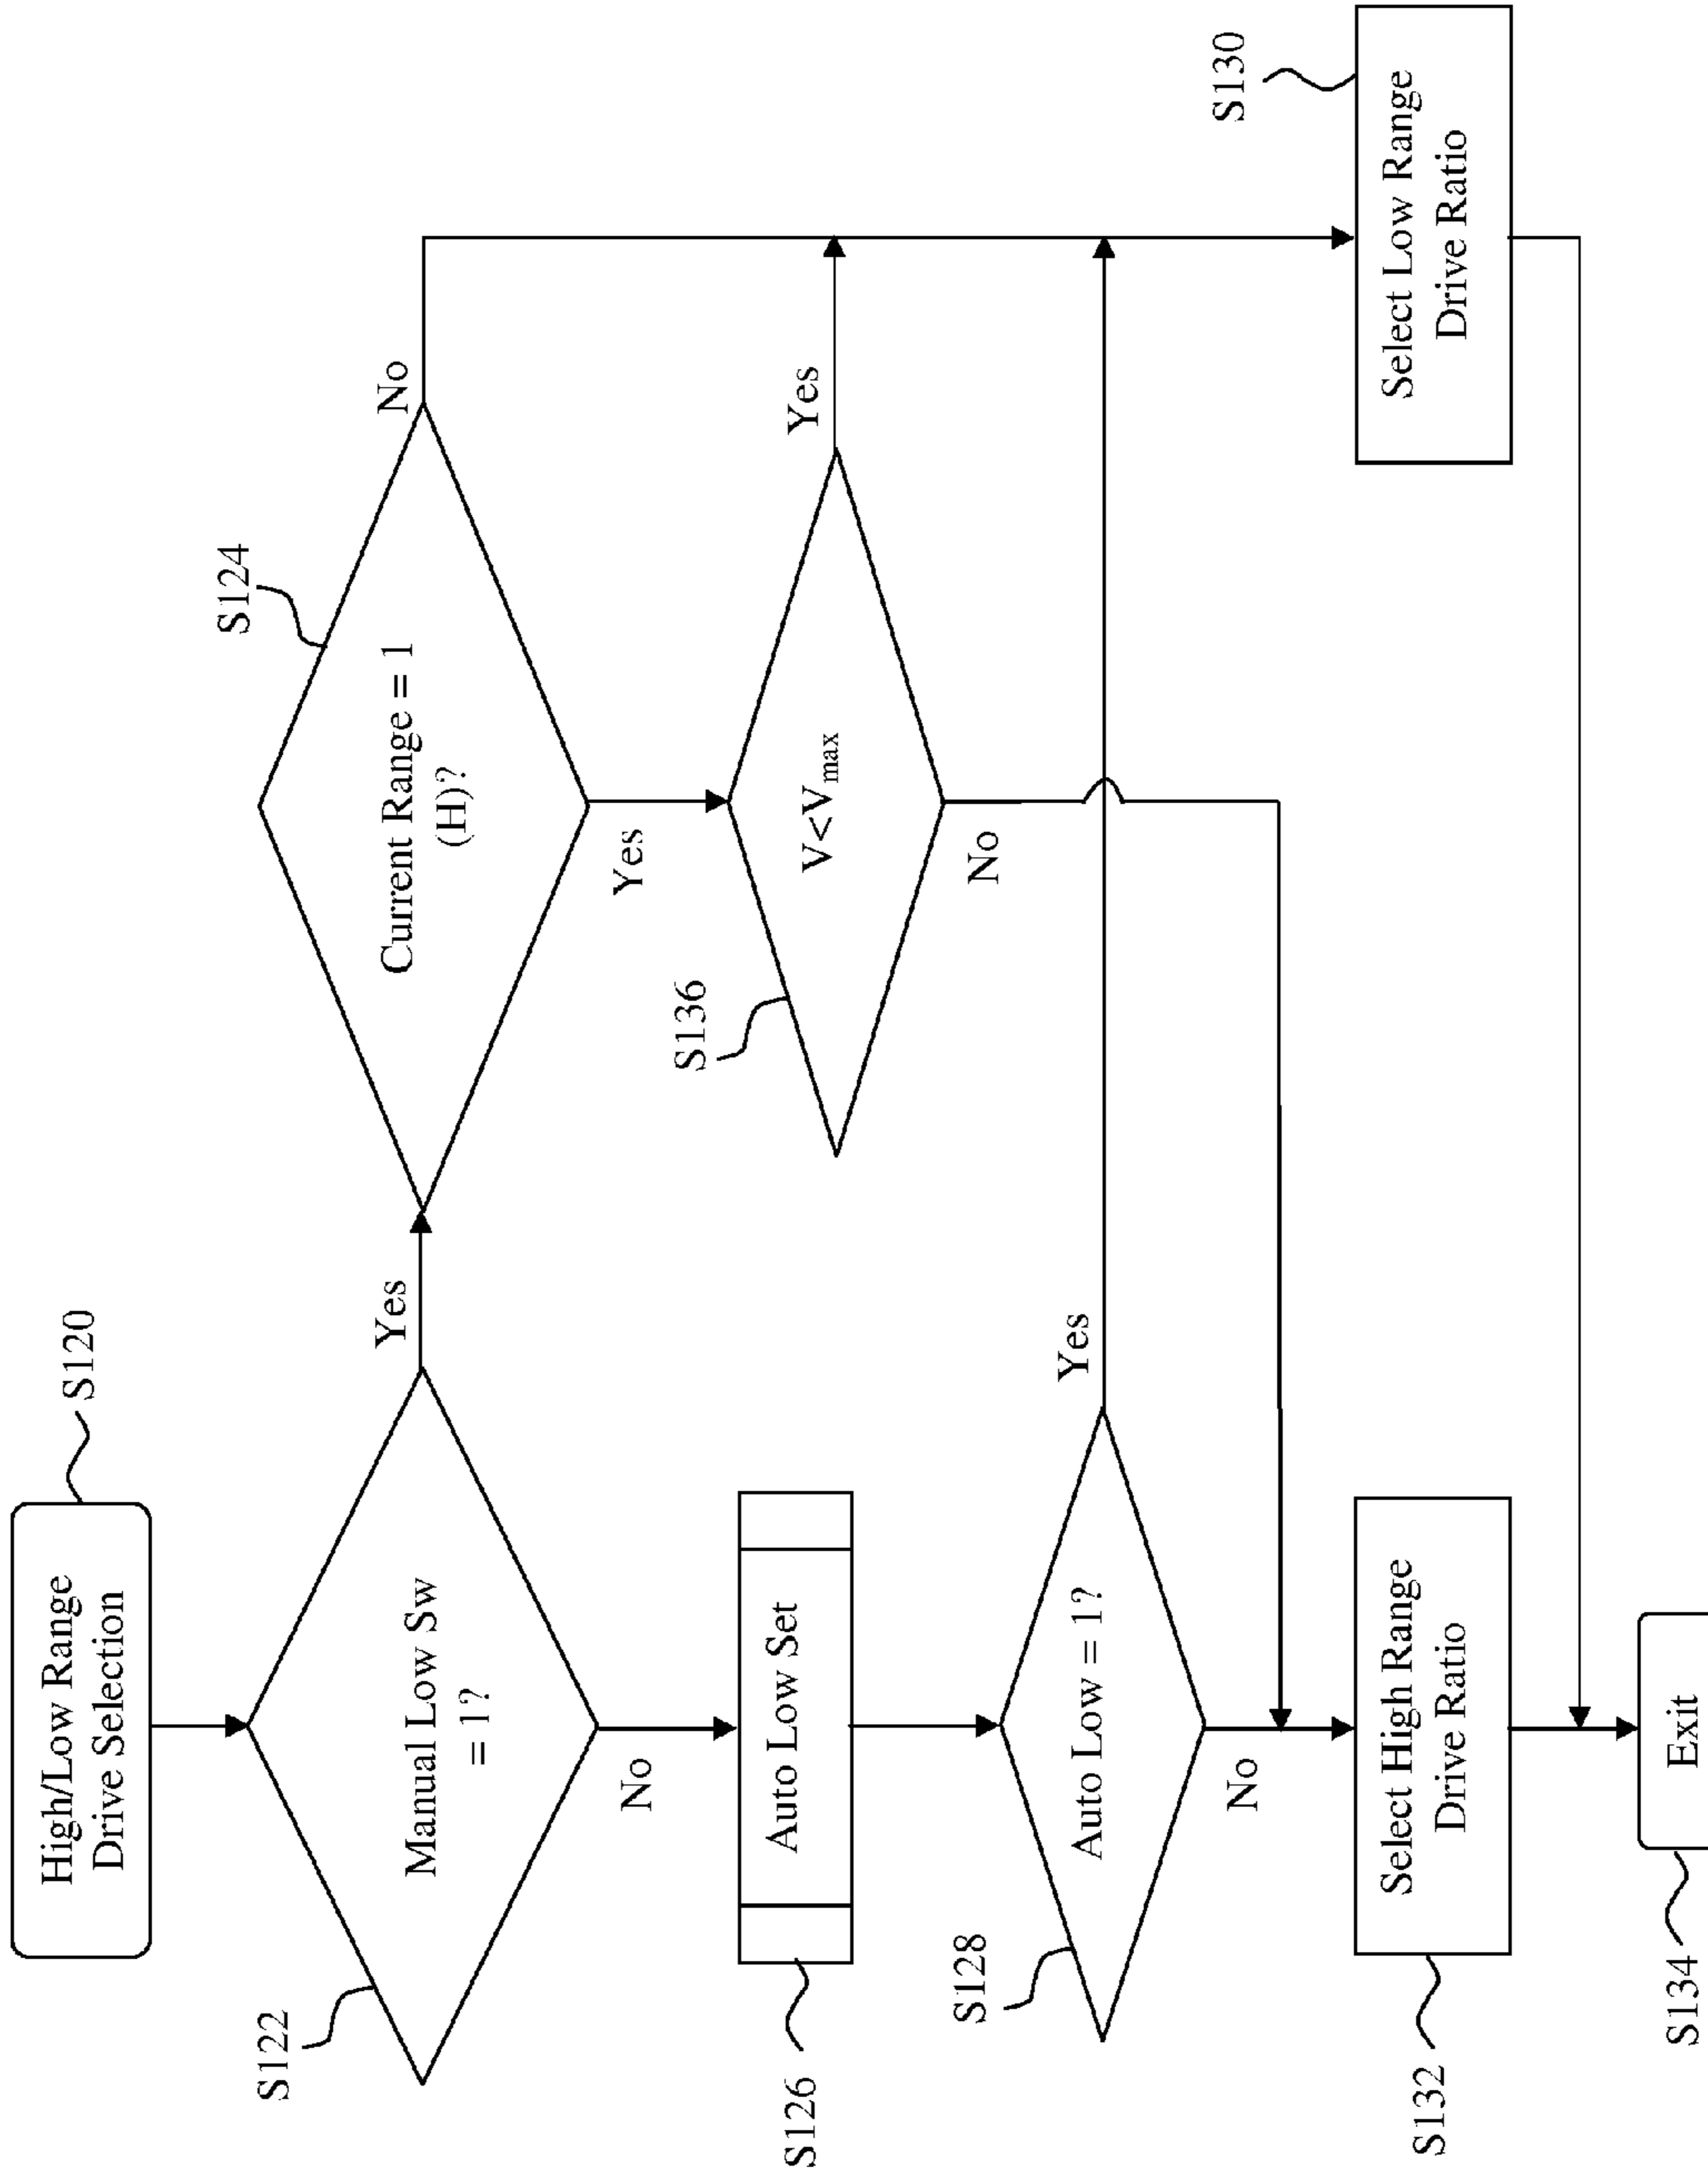 High/Low Range
Drive Selection
S120
S122
Manual Low Sw
= 1?
Yes
No
S124
Current Range = 1
(H)?
No
Yes
S136
V<Vmax
Yes
No
Auto Low Set
S126
S128
Auto Low = 1?
Yes
No
Select High Range
Drive Ratio
S132
S130
Select Low Range
Drive Ratio
Exit
S134